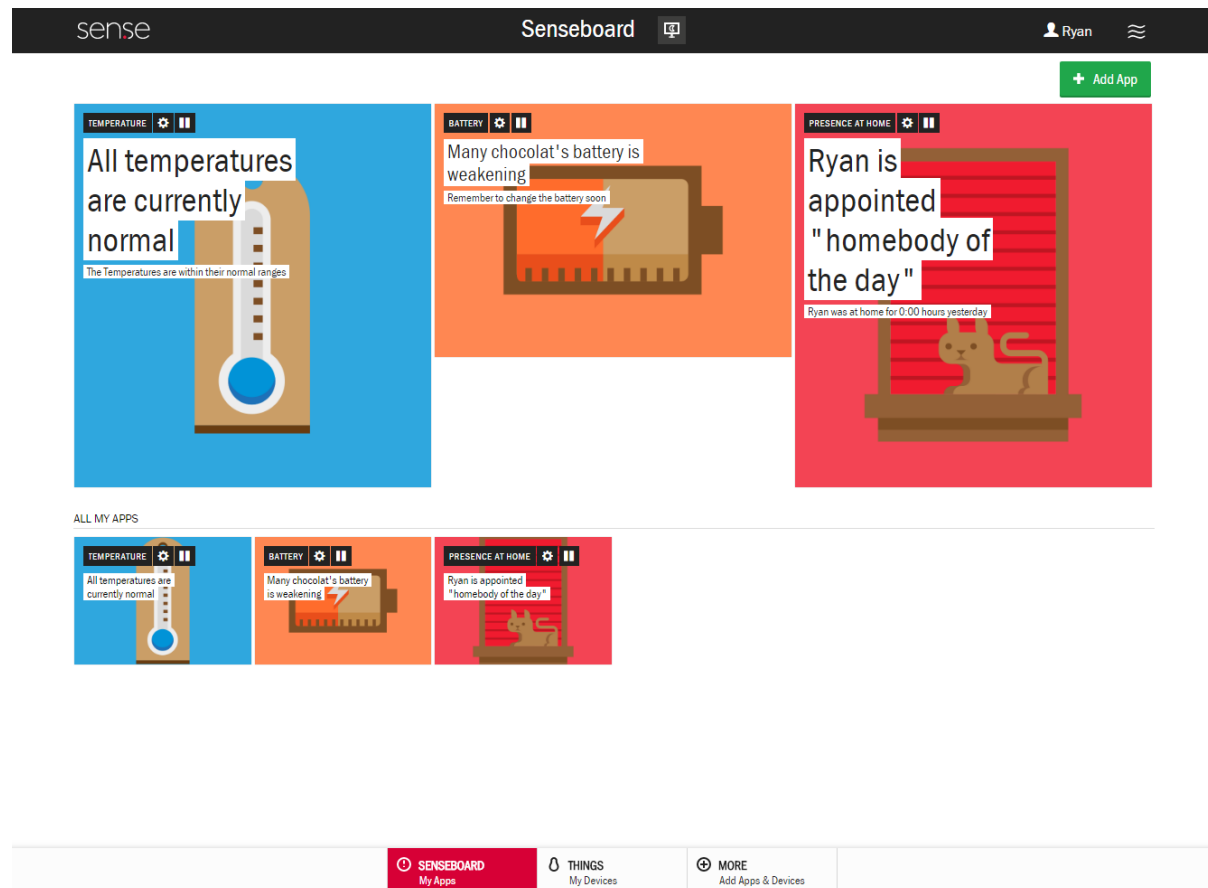 sense
Senseboard
Ryan
Add App
TEMPERATURE
All temperatures
are currently
normal
The Temperatures are within their normal ranges
BATTERY
Many chocolat's battery is
weakening
Remember to change the battery soon
PRESENCE AT HOME
Ryan is
appointed
"homebody of
the day"
Ryan was at home for 0:00 hours yesterday
ALL MY APPS
TEMPERATURE
All temperatures are
currently normal
BATTERY
Many chocolat's battery
is weakening
PRESENCE AT HOME
Ryan is appointed
"homebody of the day"
SENSEBOARD
My Apps
THINGS
My Devices
MORE
Add Apps & Devices